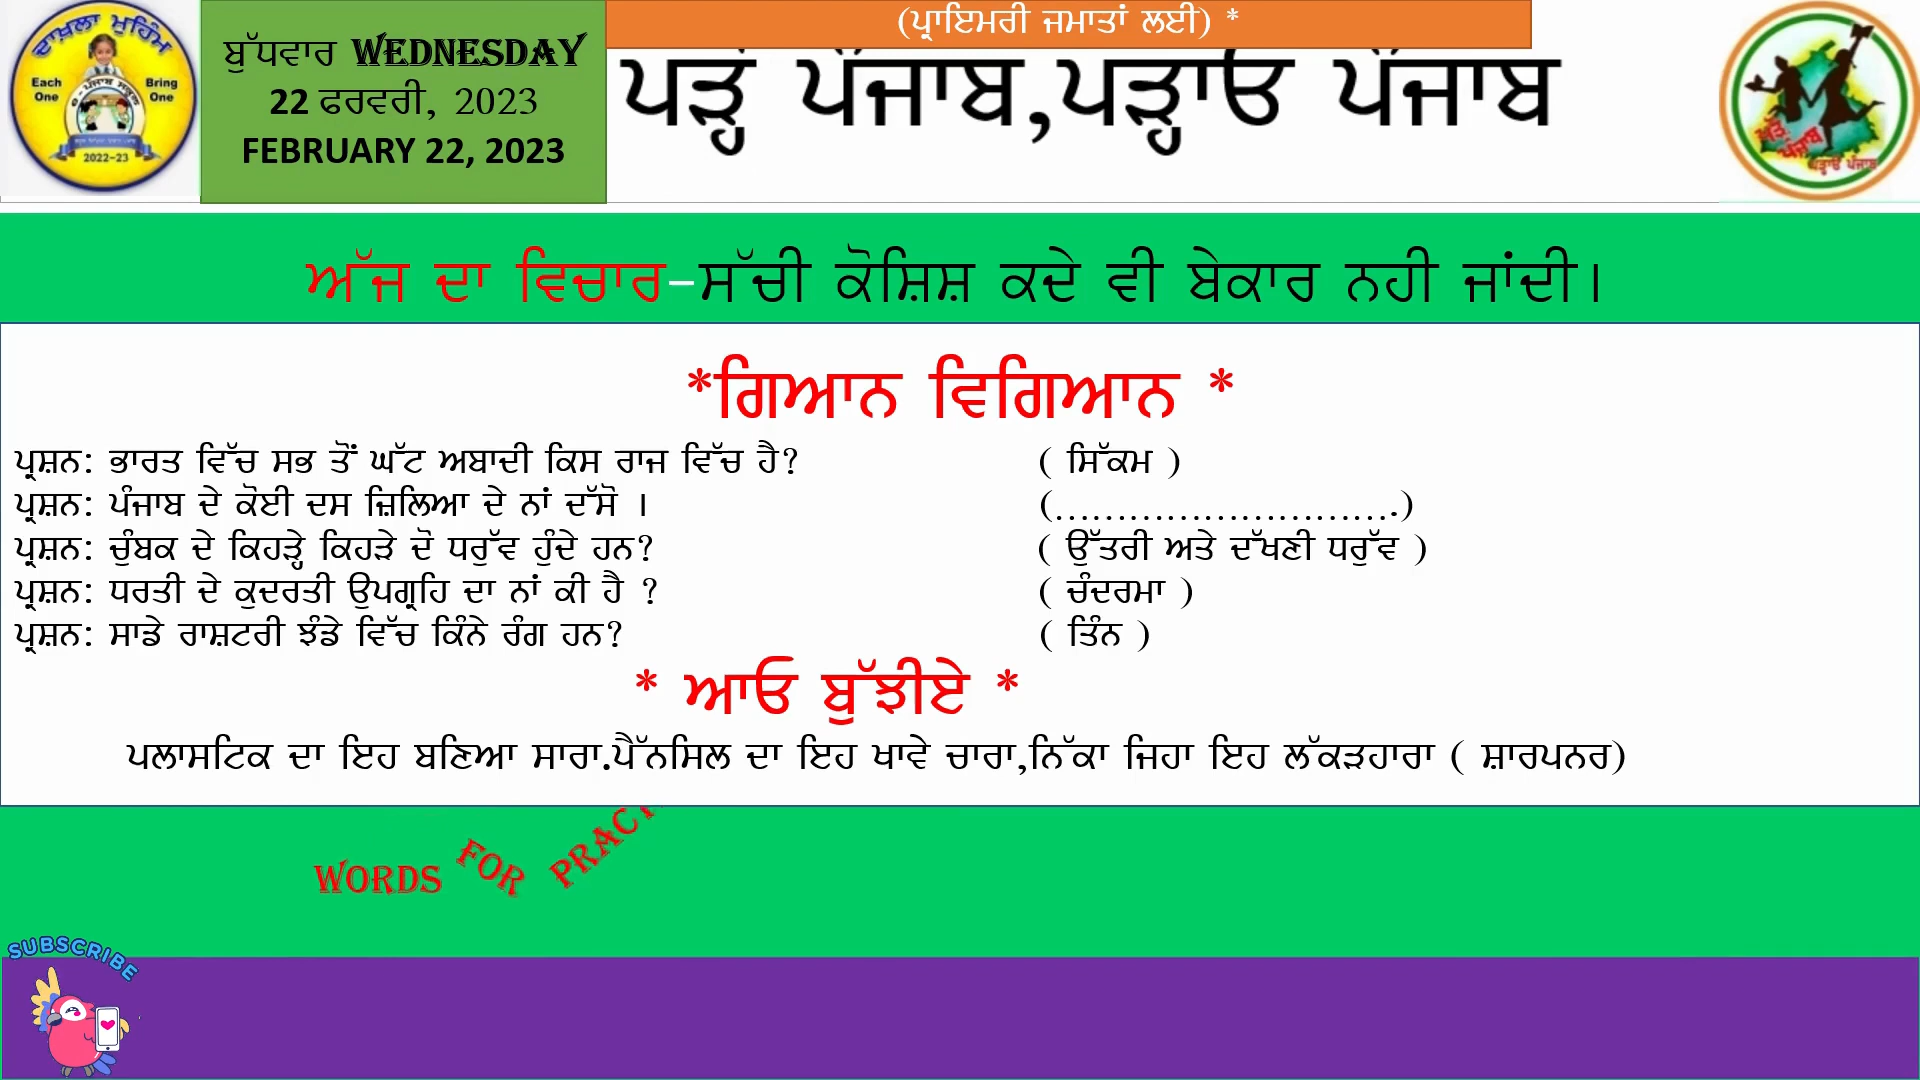 ਦਾਖ਼ਲਾ ਮੁਹਿੰਮ
Each One
Bring One
2022-23
ਬੁੱਧਵਾਰ WEDNESDAY
22 ਫਰਵਰੀ, 2023
FEBRUARY 22, 2023
(ਪ੍ਰਾਇਮਰੀ ਜਮਾਤਾਂ ਲਈ) *
ਪੜ੍ਹੋ ਪੰਜਾਬ,ਪੜ੍ਹਾਓ ਪੰਜਾਬ
ਪੜ੍ਹੋ ਪੰਜਾਬ
ਪੜ੍ਹਾਓ ਪੰਜਾਬ
ਅੱਜ ਦਾ ਵਿਚਾਰ-ਸੱਚੀ ਕੋਸ਼ਿਸ਼ ਕਦੇ ਵੀ ਬੇਕਾਰ ਨਹੀ ਜਾਂਦੀ।
*ਗਿਆਨ ਵਿਗਿਆਨ *
ਪ੍ਰਸ਼ਨ: ਭਾਰਤ ਵਿੱਚ ਸਭ ਤੋਂ ਘੱਟ ਅਬਾਦੀ ਕਿਸ ਰਾਜ ਵਿੱਚ ਹੈ? ( ਸਿੱਕਮ )
ਪ੍ਰਸ਼ਨ: ਪੰਜਾਬ ਦੇ ਕੋਈ ਦਸ ਜ਼ਿਲਿਆ ਦੇ ਨਾਂ ਦੱਸੋ । (……………………….)
ਪ੍ਰਸ਼ਨ: ਚੁੰਬਕ ਦੇ ਕਿਹੜ੍ਹੇ ਕਿਹੜੇ ਦੋ ਧਰੁੱਵ ਹੁੰਦੇ ਹਨ? ( ਉੱਤਰੀ ਅਤੇ ਦੱਖਣੀ ਧਰੁੱਵ )
ਪ੍ਰਸ਼ਨ: ਧਰਤੀ ਦੇ ਕੁਦਰਤੀ ਉਪਗ੍ਰਹਿ ਦਾ ਨਾਂ ਕੀ ਹੈ ? ( ਚੰਦਰਮਾ )
ਪ੍ਰਸ਼ਨ: ਸਾਡੇ ਰਾਸ਼ਟਰੀ ਝੰਡੇ ਵਿੱਚ ਕਿੰਨੇ ਰੰਗ ਹਨ? ( ਤਿੰਨ )
* ਆਓ ਬੁੱਝੀਏ *
ਪਲਾਸਟਿਕ ਦਾ ਇਹ ਬਣਿਆ ਸਾਰਾ.ਪੈੱਨਸਿਲ ਦਾ ਇਹ ਖਾਵੇ ਚਾਰਾ,ਨਿੱਕਾ ਜਿਹਾ ਇਹ ਲੱਕੜਹਾਰਾ ( ਸ਼ਾਰਪਨਰ)
WORDS FOR PRACT
SUBSCRIBE